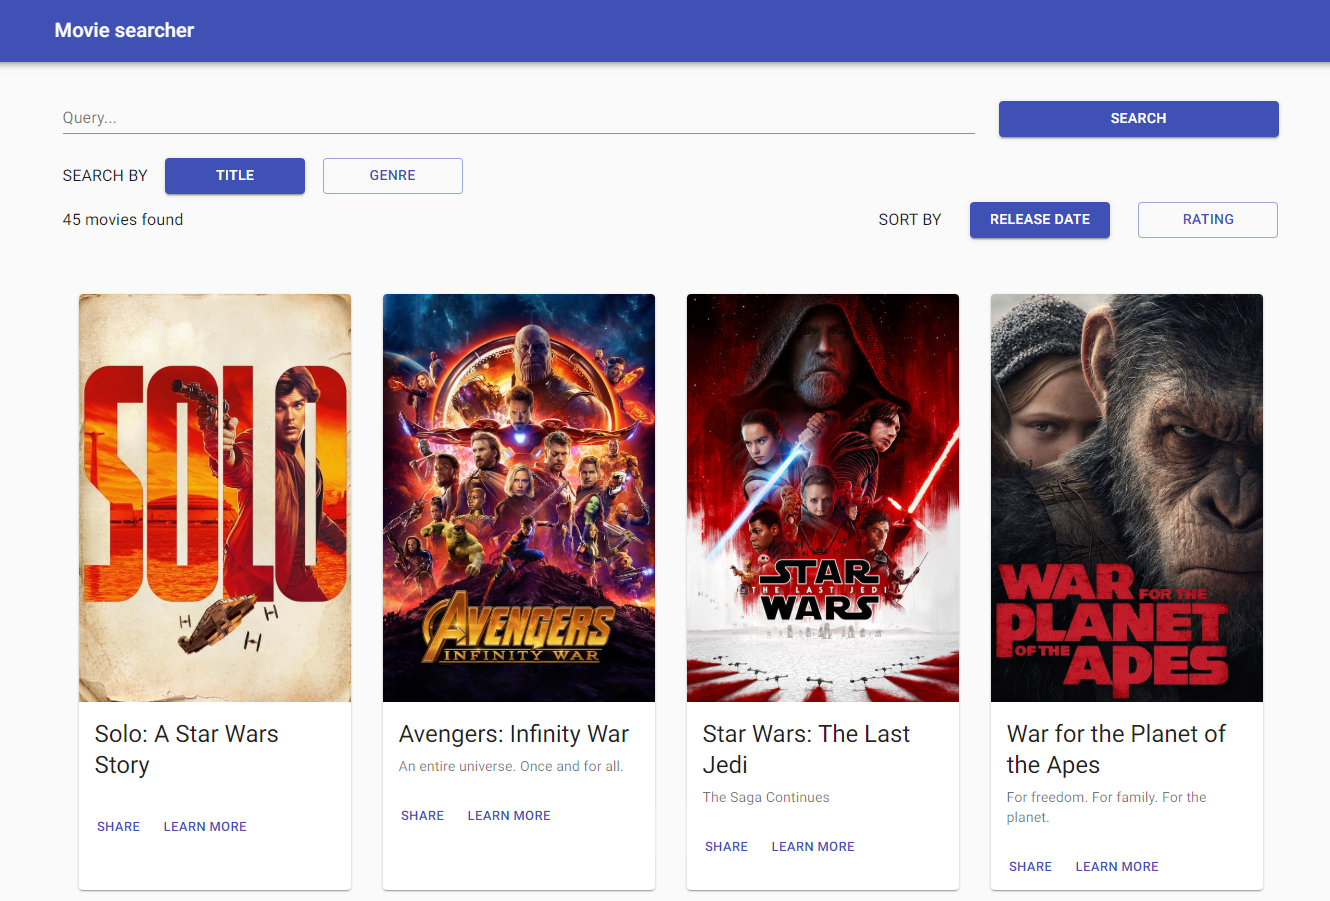 Movie searcher
Query...
SEARCH
SEARCH BY
TITLE
GENRE
45 movies found
SORT BY
RELEASE DATE
RATING
SOLO
AVENGERS
INFINITY WAR
STAR
THE LAST JEDI
WARS
WAR FOR THE
PLANET
OF THE APES
Solo: A Star Wars
Story
SHARE
LEARN MORE
Avengers: Infinity War
An entire universe. Once and for all.
SHARE
LEARN MORE
Star Wars: The Last
Jedi
The Saga Continues
SHARE
LEARN MORE
War for the Planet of
the Apes
For freedom. For family. For the
planet.
SHARE
LEARN MORE